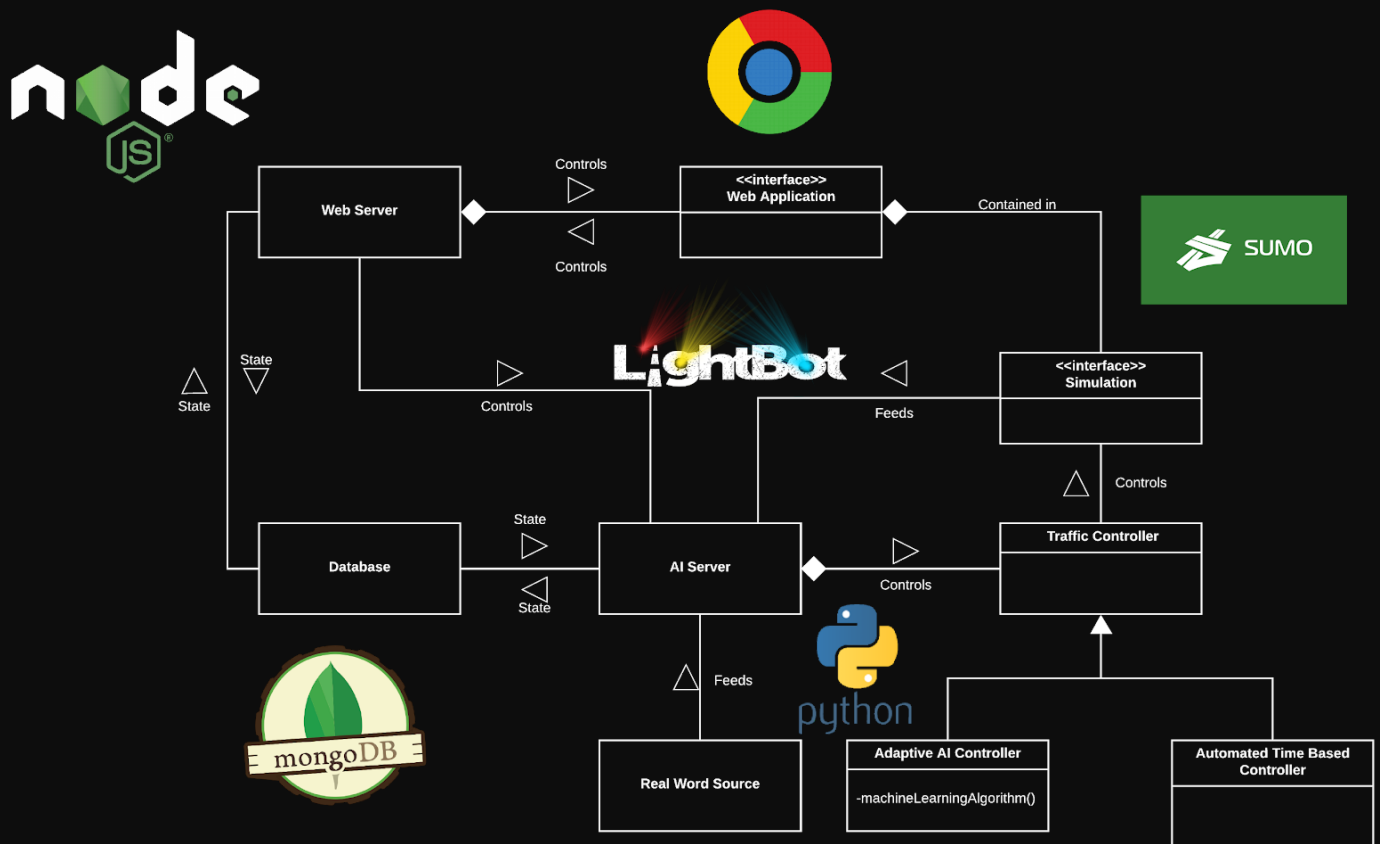 node
JS®
Controls
<<interface>>
Web Application
Web Server
Contained in
SUMO
Controls
LightBot
State
State
<<interface>>
Simulation
Controls
Feeds
Controls
State
Traffic Controller
Database
AI Server
Controls
State
Feeds
python
mongoDB
Real Word Source
Adaptive AI Controller
-machineLearningAlgorithm()
Automated Time Based
Controller